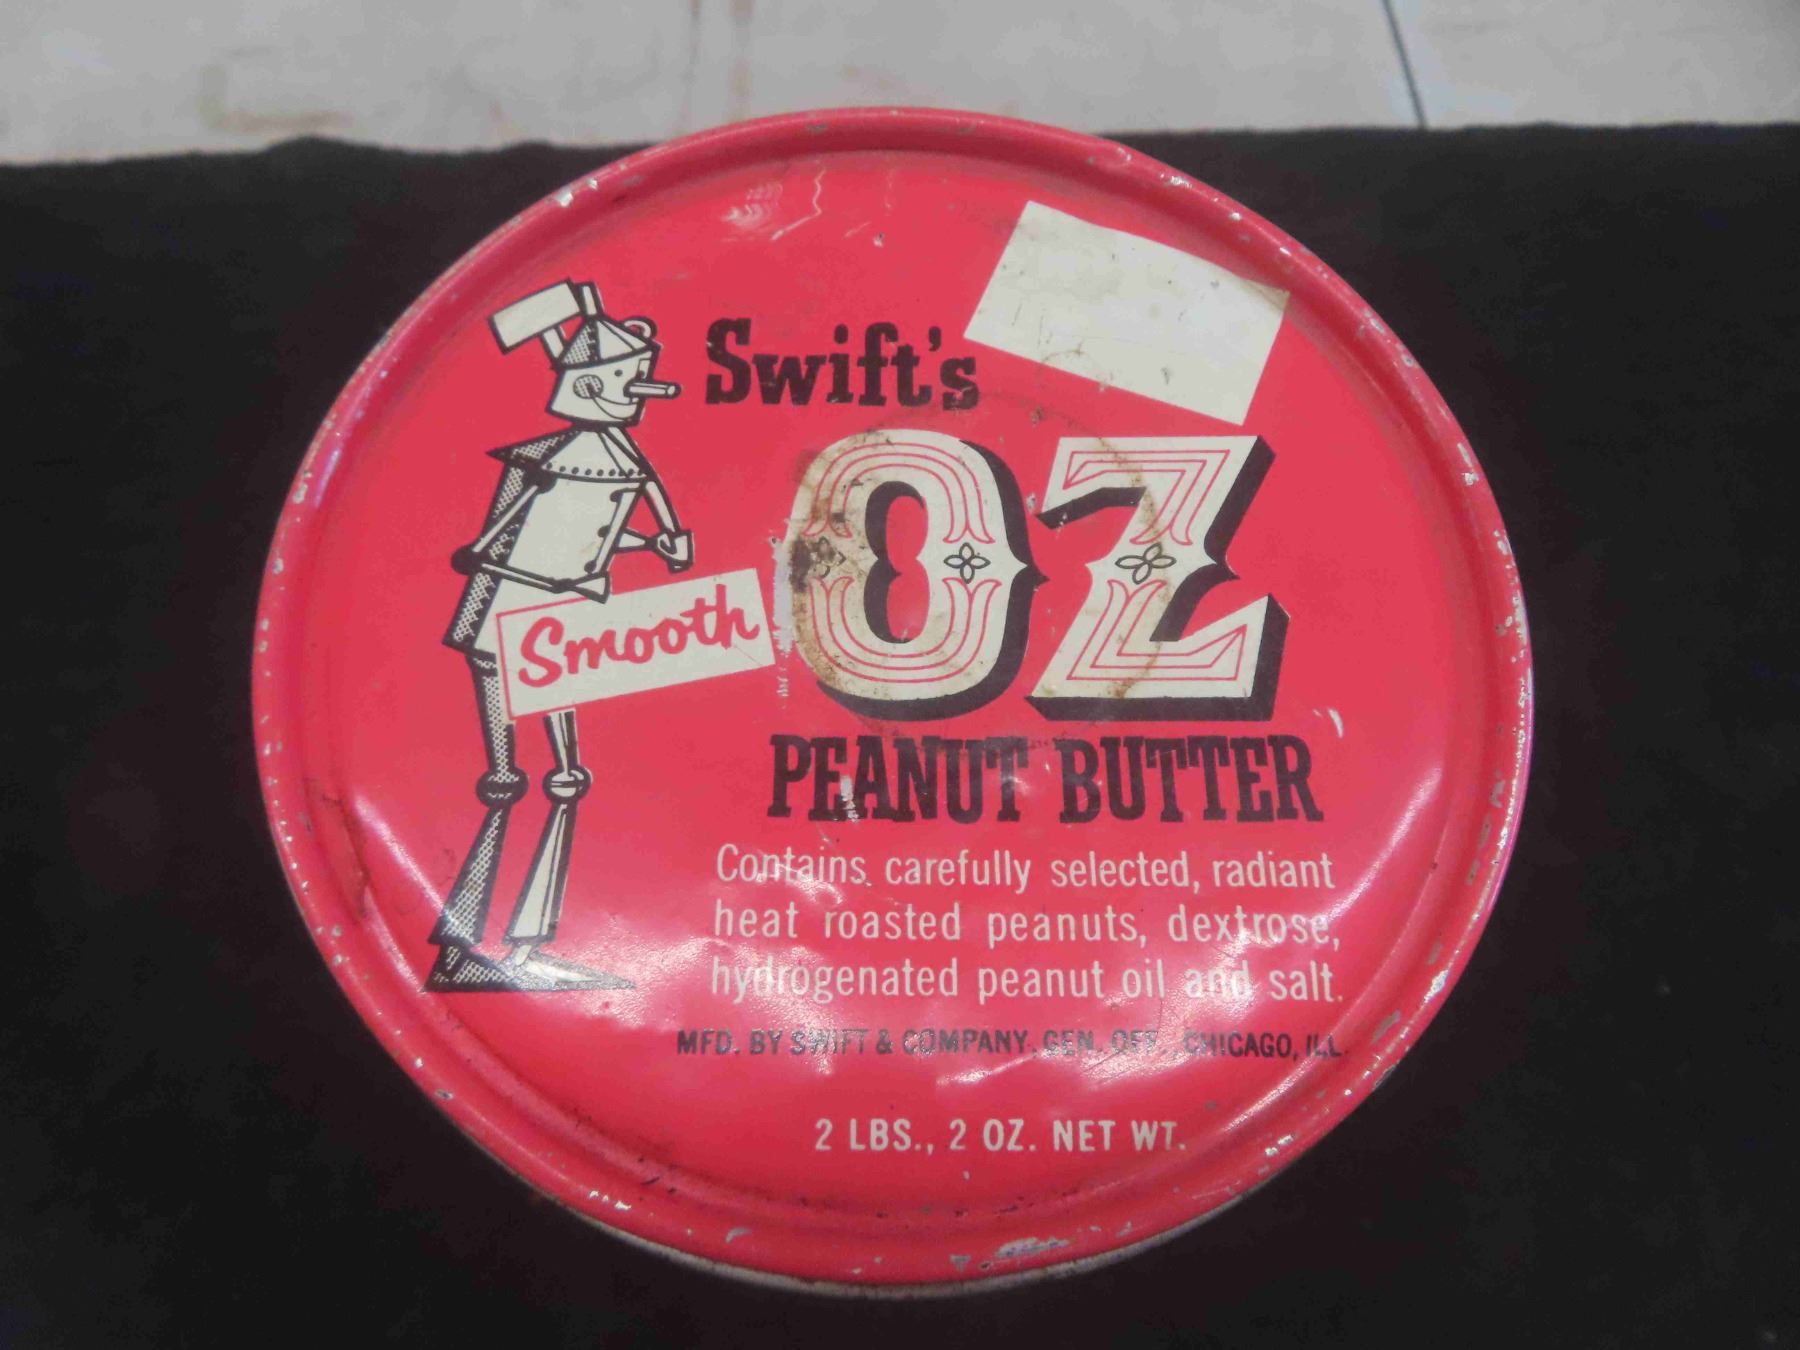 Swift's
OZ
Smooth
PEANUT BUTTER
Contains carefully selected, radiant
heat roasted peanuts, dextrose,
hydrogenated peanut oil and salt.
MFD. BY SWIFT & COMPANY, GEN. OFF., CHICAGO, ILL.
2 LBS., 2 OZ. NET WT.